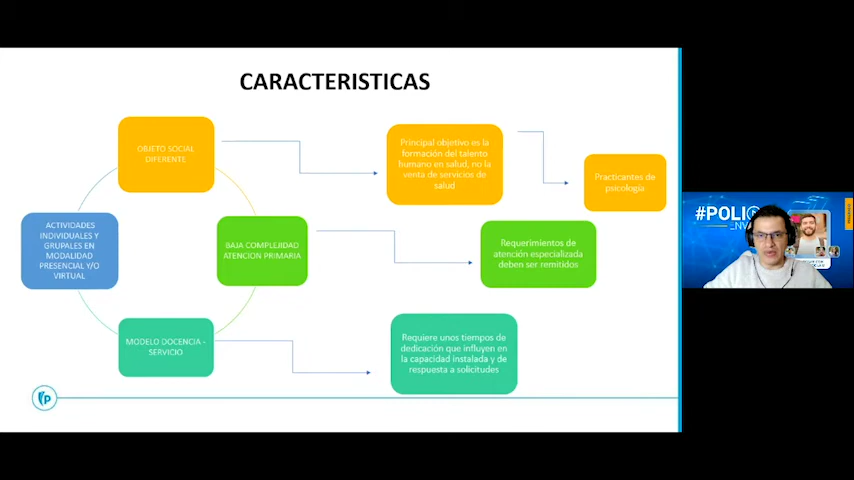 CARACTERISTICAS
OBJETO SOCIAL
DIFERENTE
Principal objetivo es la
formación del talento
humano en salud, no la
venta de servicios de
salud
Practicantes de
psicología
ACTIVIDADES
INDIVIDUALES Y
GRUPALES EN
MODALIDAD
PRESENCIAL Y/O
VIRTUAL
BAJA COMPLEJIDAD
ATENCION PRIMARIA
Requerimientos de
atención especializada
deben ser remitidos
MODELO DOCENCIA -
SERVICIO
Requiere unos tiempos de
dedicación que influyen en
la capacidad instalada y de
respuesta a solicitudes
p
#POLI